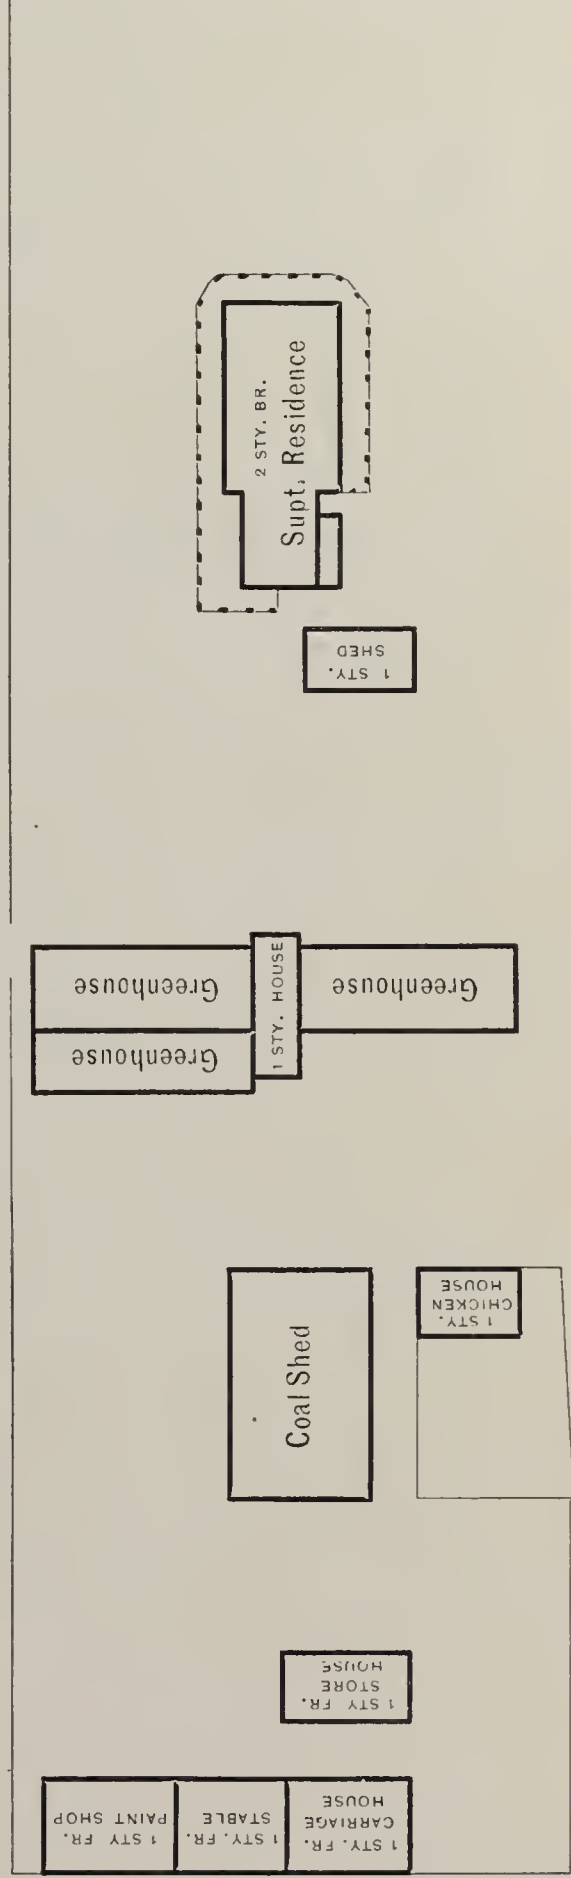 2 STY. BR.
Supt. Residence
1 STY.
SHED
Greenhouse
Greenhouse
1 STY. HOUSE
Greenhouse
Coal Shed
1 STY.
CHICKEN
HOUSE
1 STY FR.
STORE
HOUSE
1 STY FR.
PAINT SHOP
1 STY. FR.
STABLE
1 STY. FR.
CARRIAGE
HOUSE